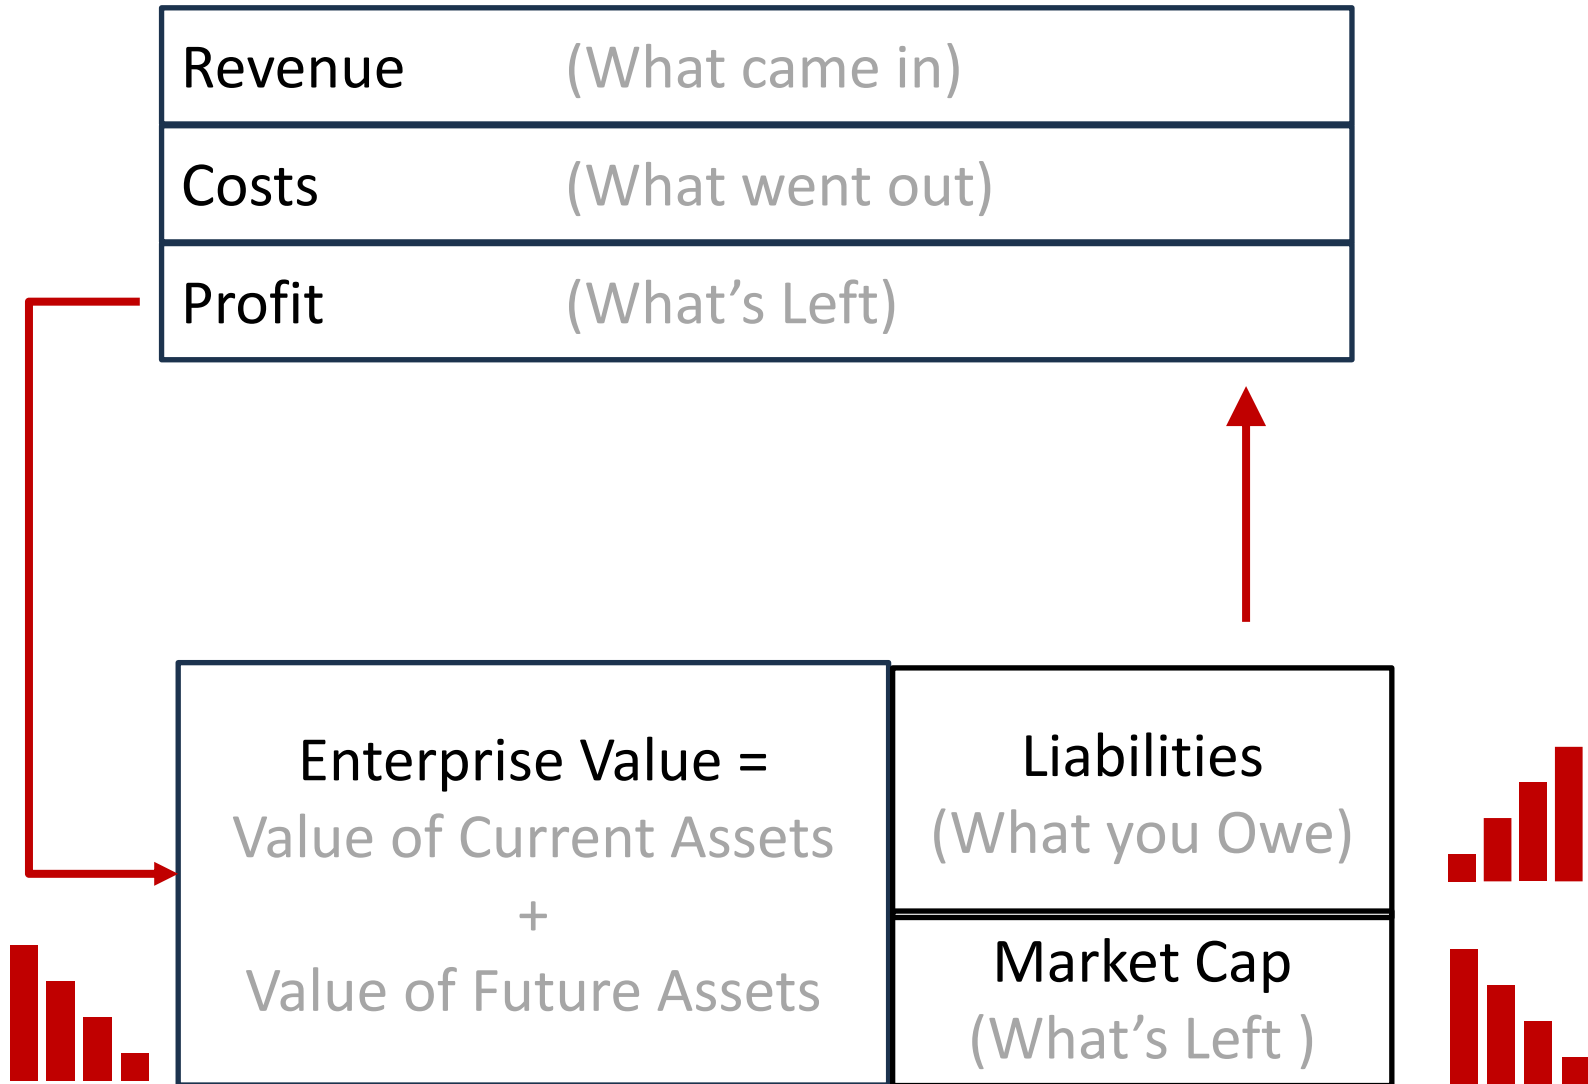 Revenue (What came in)
Costs (What went out)
Profit (What’s Left)
Enterprise Value =
Value of Current Assets
+
Value of Future Assets
Liabilities
(What you Owe)
Market Cap
(What’s Left )